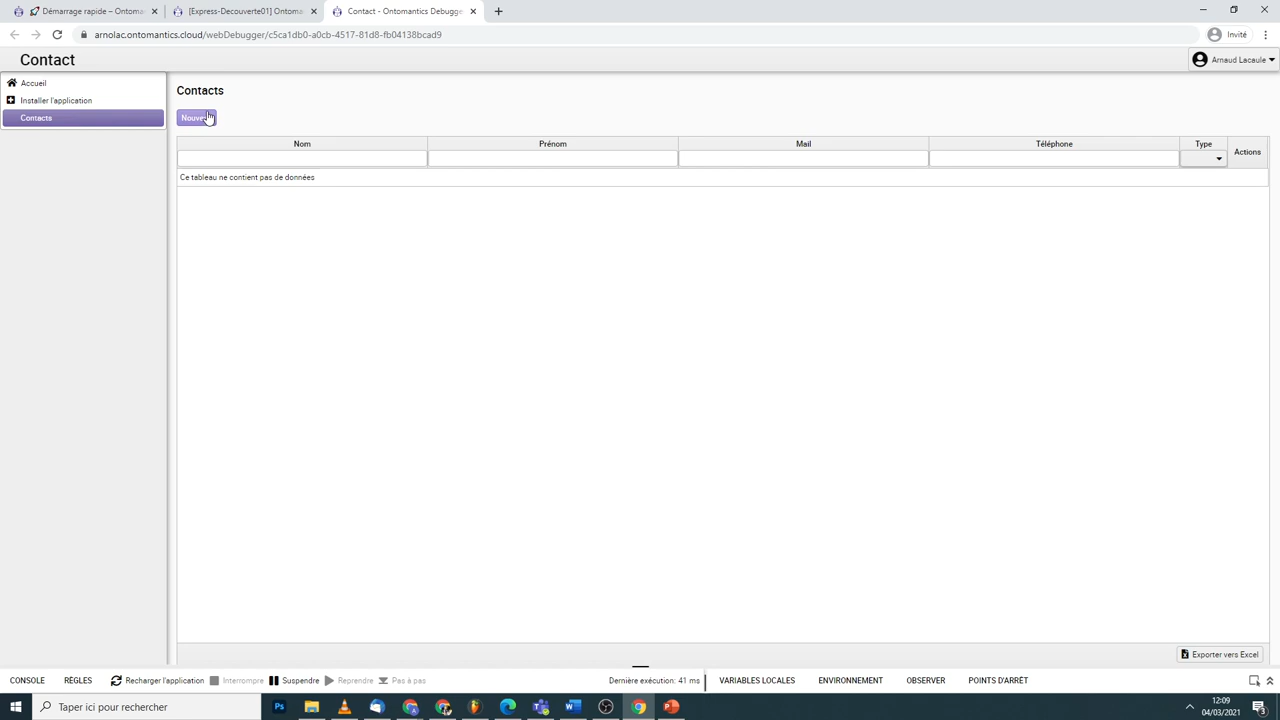 Démarrage rapide – Ontoma
[Express-Decouverte01] Ontoma
Contact - Ontomantics Debugge
arnolac.ontomantics.cloud/webDebugger/c5ca1db0-a0cb-4517-81d8-fb04138bcad9
Invité
Contact
Arnaud Lacaule
Accueil
Installer l'application
Contacts
Contacts
Nom
Prénom
Mail
Téléphone
Type
Actions
Ce tableau ne contient pas de données
Exporter vers Excel
CONSOLE
RÈGLES
Recharger l'application
Interrompre
Suspendre
Reprendre
Pas à pas
Dernière exécution: 41 ms
VARIABLES LOCALES
ENVIRONNEMENT
OBSERVER
POINTS D'ARRÊT
Taper ici pour rechercher
12:09
04/03/2021